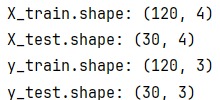 X_train.shape: (120, 4)
X_test.shape: (30, 4)
y_train.shape: (120, 3)
y_test.shape: (30, 3)